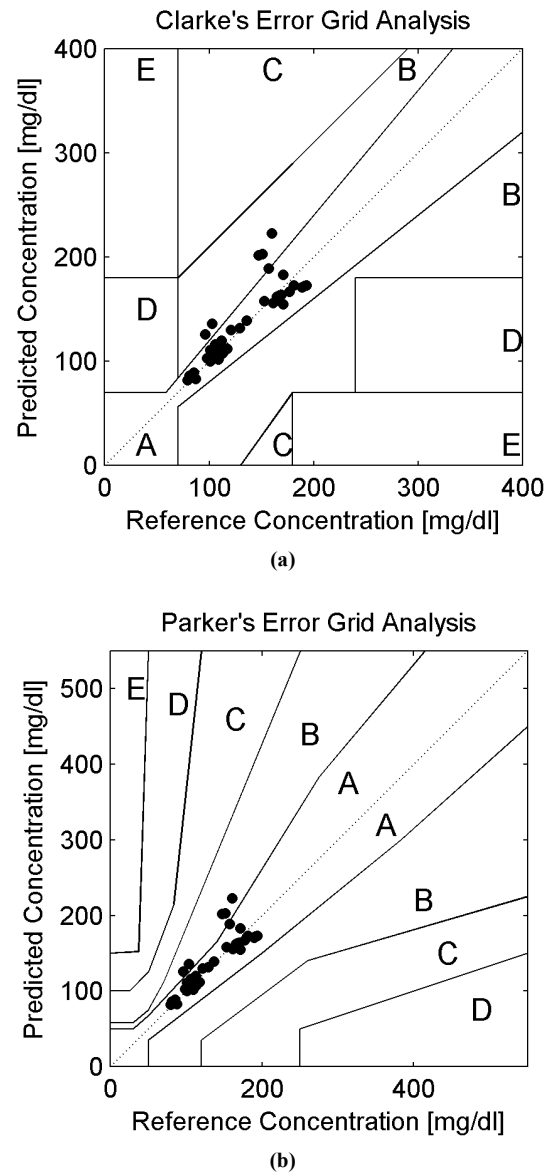 Clarke's Error Grid Analysis
400
E
C
B
300
B
200
D
D
100
A
C
E
0
0
100
200
300
400
Predicted Concentration [mg/dl]
Reference Concentration [mg/dl]
(a)
Parker's Error Grid Analysis
E
D
C
B
A
A
B
C
D
500
400
300
200
100
0
0
200
400
Predicted Concentration [mg/dl]
Reference Concentration [mg/dl]
(b)